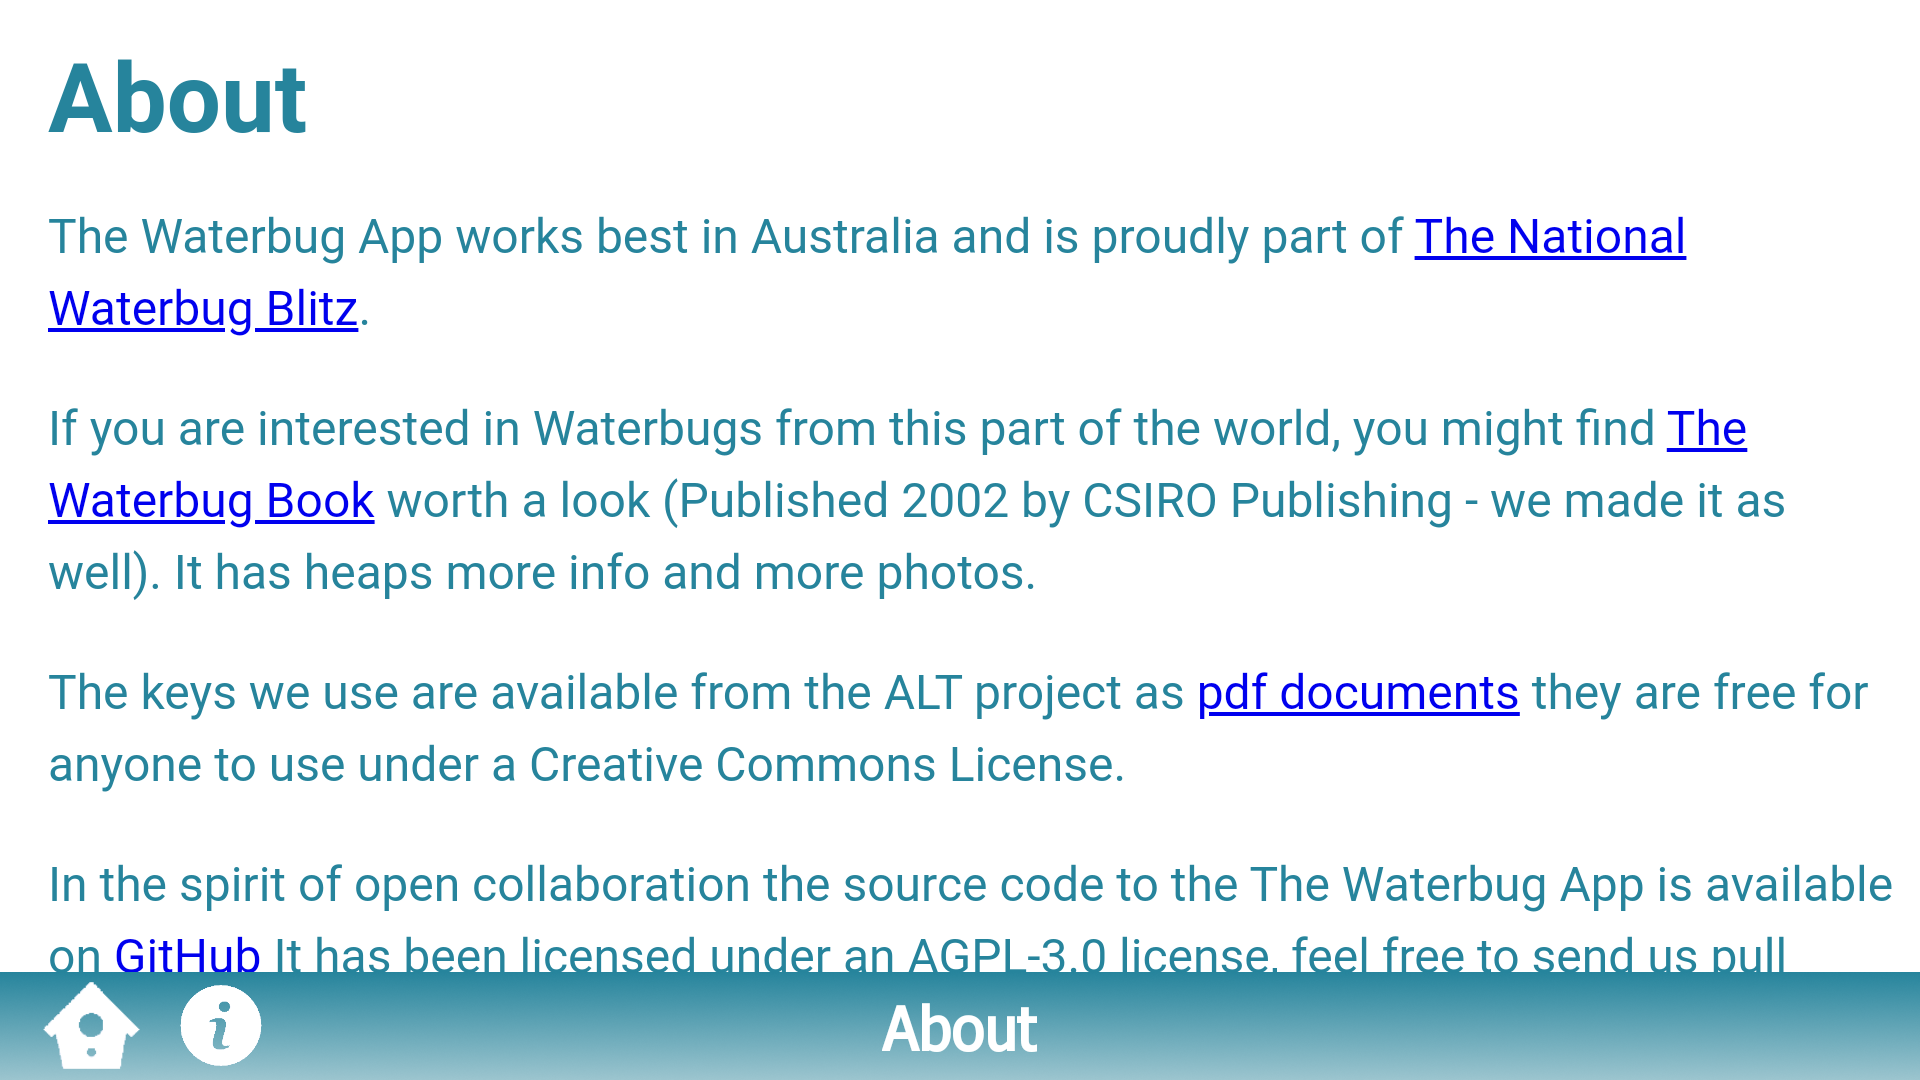 About
The Waterbug App works best in Australia and is proudly part of The National
Waterbug Blitz.
If you are interested in Waterbugs from this part of the world, you might find The
Waterbug Book worth a look (Published 2002 by CSIRO Publishing - we made it as
well). It has heaps more info and more photos.
The keys we use are available from the ALT project as pdf documents they are free for
anyone to use under a Creative Commons License.
In the spirit of open collaboration the source code to the The Waterbug App is available
on GitHub It has been licensed under an AGPL-3.0 license, feel free to send us pull
i
About